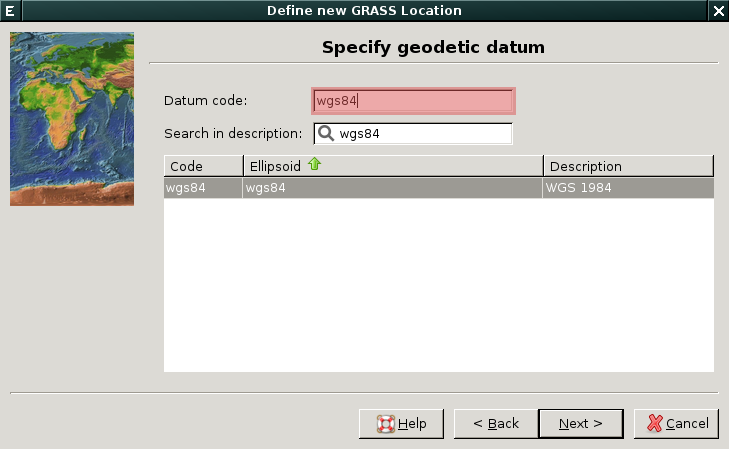 E Define new GRASS Location
Specify geodetic datum
Datum code: wgs84
Search in description: wgs84
Code Ellipsoid Description
wgs84 wgs84 WGS 1984
Help < Back Next > Cancel